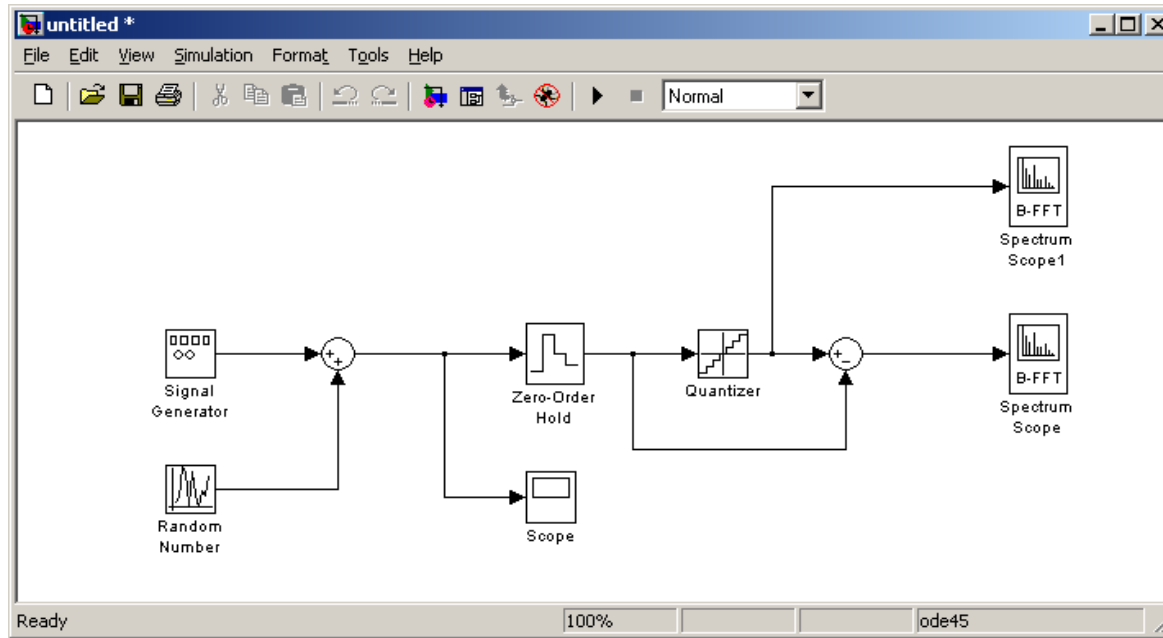 untitled *
File Edit View Simulation Format Tools Help
Normal
B-FFT
Spectrum
Scope1
Signal
Generator
Zero-Order
Hold
Quantizer
B-FFT
Spectrum
Scope
Random
Number
Scope
Ready 100% ode45